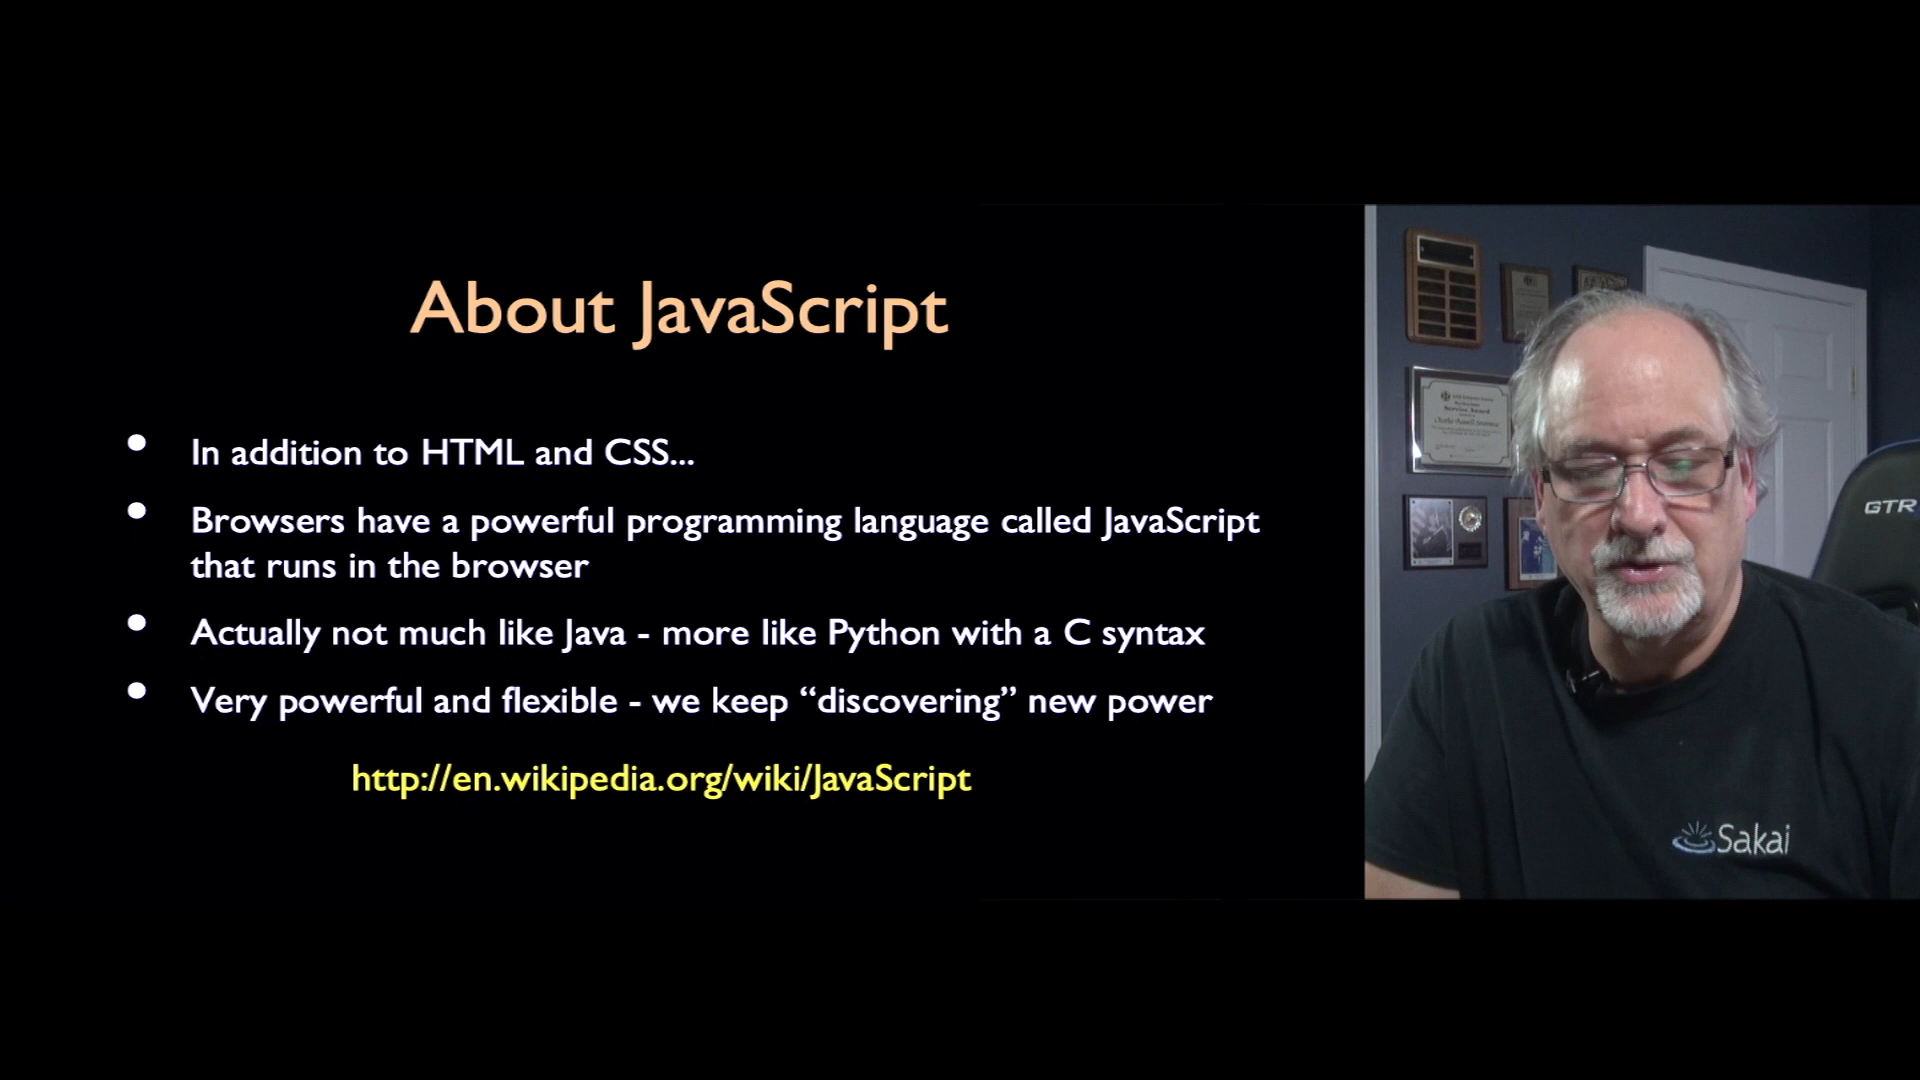 About JavaScript
In addition to HTML and CSS...
Browsers have a powerful programming language called JavaScript
that runs in the browser
Actually not much like Java - more like Python with a C syntax
Very powerful and flexible - we keep “discovering” new power
http://en.wikipedia.org/wiki/JavaScript
Service Award
GTR
Sakai